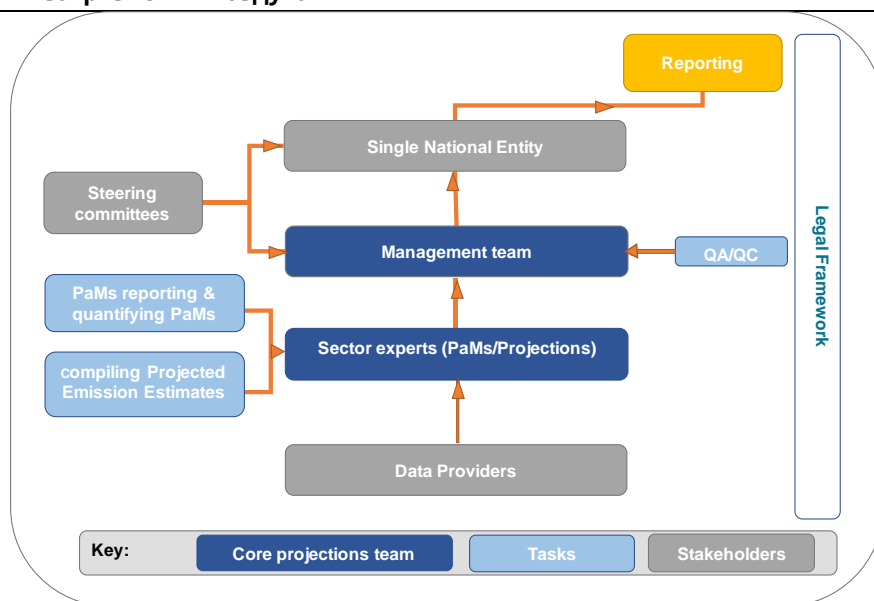 Reporting
Single National Entity
Steering
committees
Management team
QA/QC
PaMs reporting &
quantifying PaMs
Sector experts (PaMs/Projections)
compiling Projected
Emission Estimates
Data Providers
Legal Framework
Key:
Core projections team
Tasks
Stakeholders